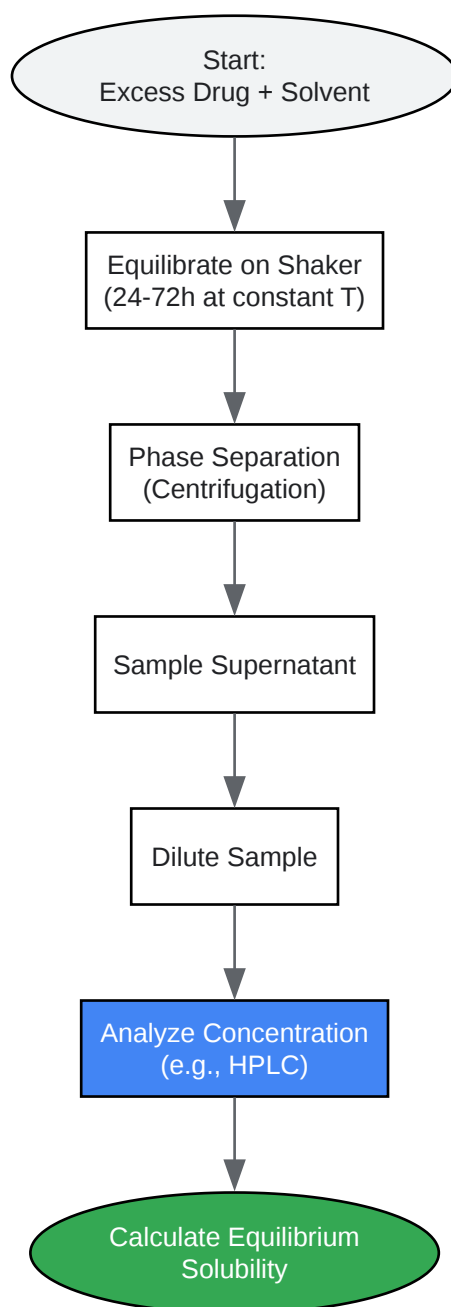 Start:
Excess Drug + Solvent
Equilibrate on Shaker
(24-72h at constant T)
Phase Separation
(Centrifugation)
Sample Supernatant
Dilute Sample
Analyze Concentration
(e.g., HPLC)
Calculate Equilibrium
Solubility